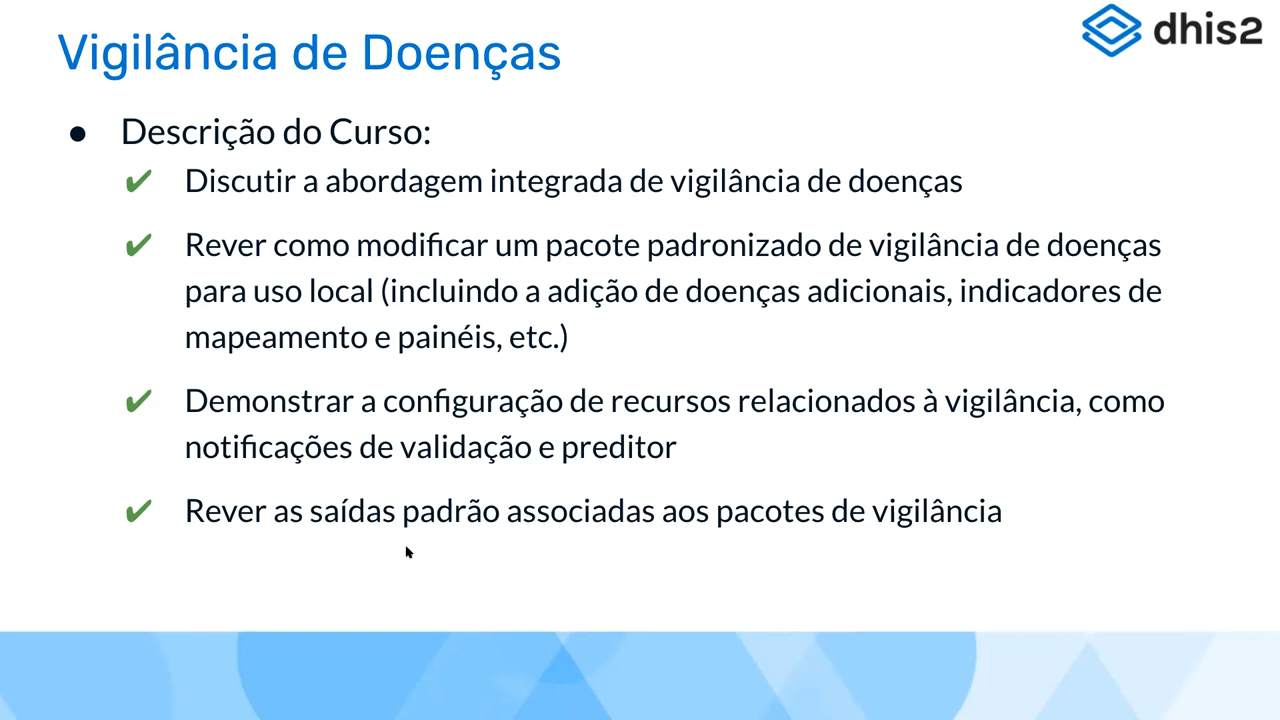 Vigilância de Doenças
dhis2
● Descrição do Curso:
✔ Discutir a abordagem integrada de vigilância de doenças
✔ Rever como modificar um pacote padronizado de vigilância de doenças
para uso local (incluindo a adição de doenças adicionais, indicadores de
mapeamento e painéis, etc.)
✔ Demonstrar a configuração de recursos relacionados à vigilância, como
notificações de validação e preditor
✔ Rever as saídas padrão associadas aos pacotes de vigilância